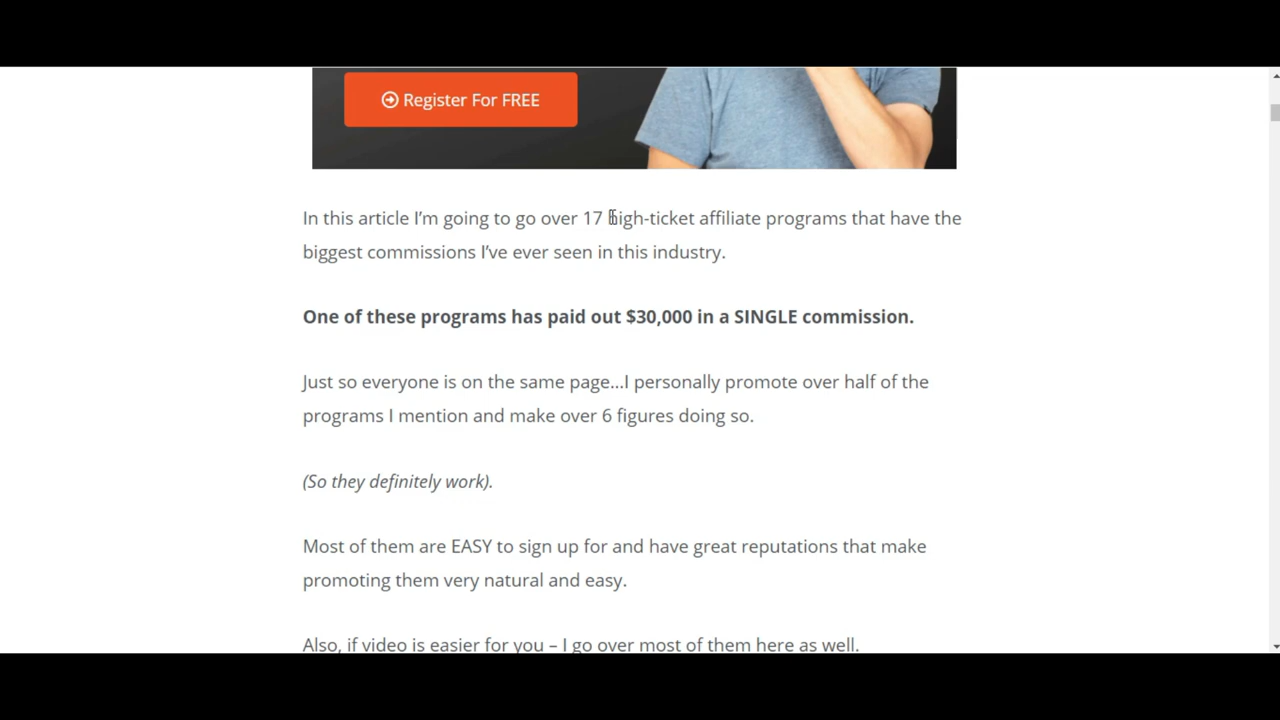 Register For FREE
In this article I'm going to go over 17 high-ticket affiliate programs that have the
biggest commissions I've ever seen in this industry.
One of these programs has paid out $30,000 in a SINGLE commission.
Just so everyone is on the same page...I personally promote over half of the
programs I mention and make over 6 figures doing so.
(So they definitely work).
Most of them are EASY to sign up for and have great reputations that make
promoting them very natural and easy.
Also, if video is easier for you – I go over most of them here as well.